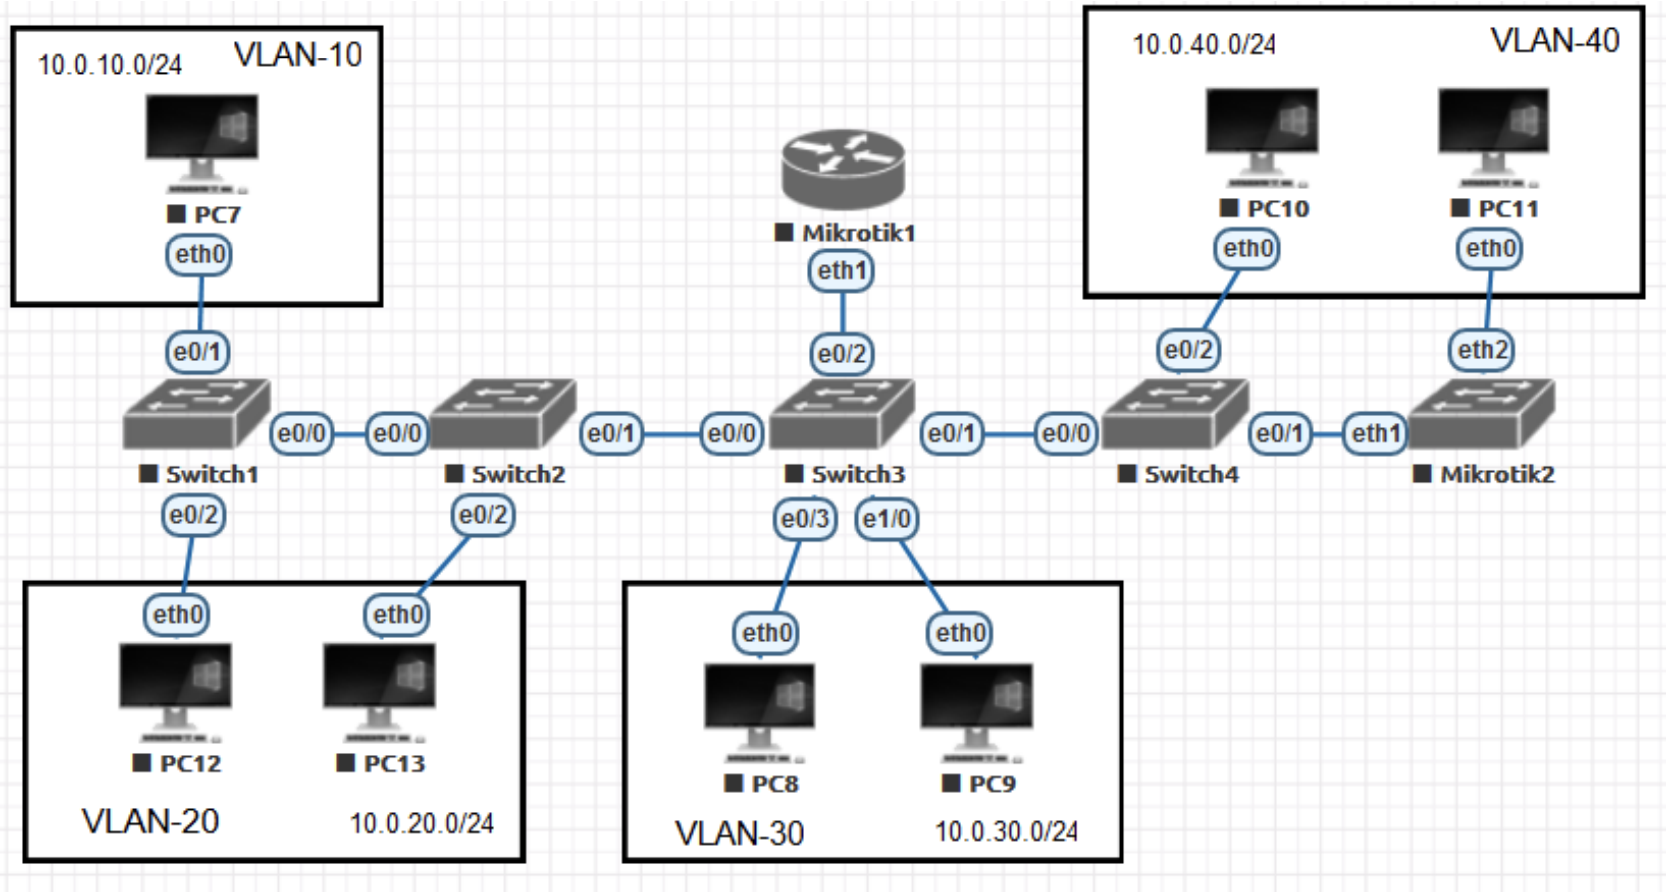 10.0.10.0/24 VLAN-10
PC7
eth0
e0/1
Mikrotik1
eth1
e0/2
10.0.40.0/24 VLAN-40
PC10 PC11
eth0 eth0
e0/2 eth2
e0/0 e0/0 e0/1 e0/0 e0/1 e0/0 e0/1 eth1
Switch1 Switch2 Switch3 Switch4 Mikrotik2
e0/2 e0/2 e0/3 e1/0
eth0 eth0
PC12 PC13
VLAN-20 10.0.20.0/24
eth0 eth0
PC8 PC9
VLAN-30 10.0.30.0/24